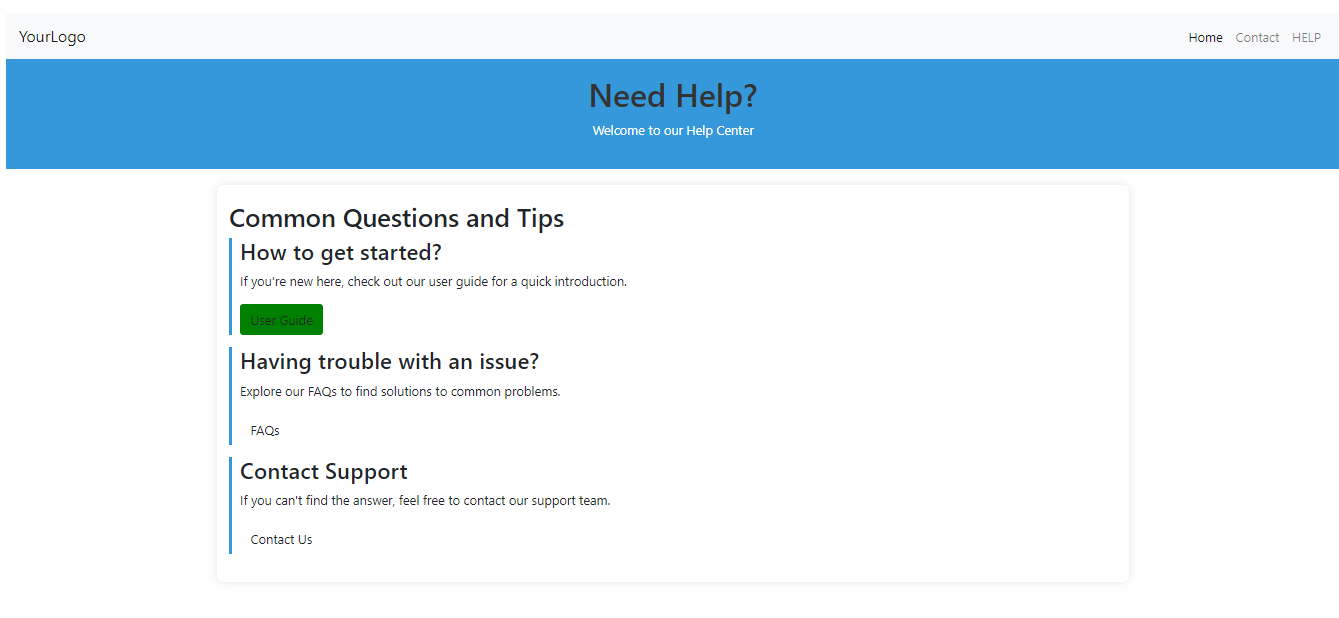 YourLogo
Home Contact HELP
Need Help?
Welcome to our Help Center
Common Questions and Tips
How to get started?
If you're new here, check out our user guide for a quick introduction.
User Guide
Having trouble with an issue?
Explore our FAQs to find solutions to common problems.
FAQs
Contact Support
If you can't find the answer, feel free to contact our support team.
Contact Us